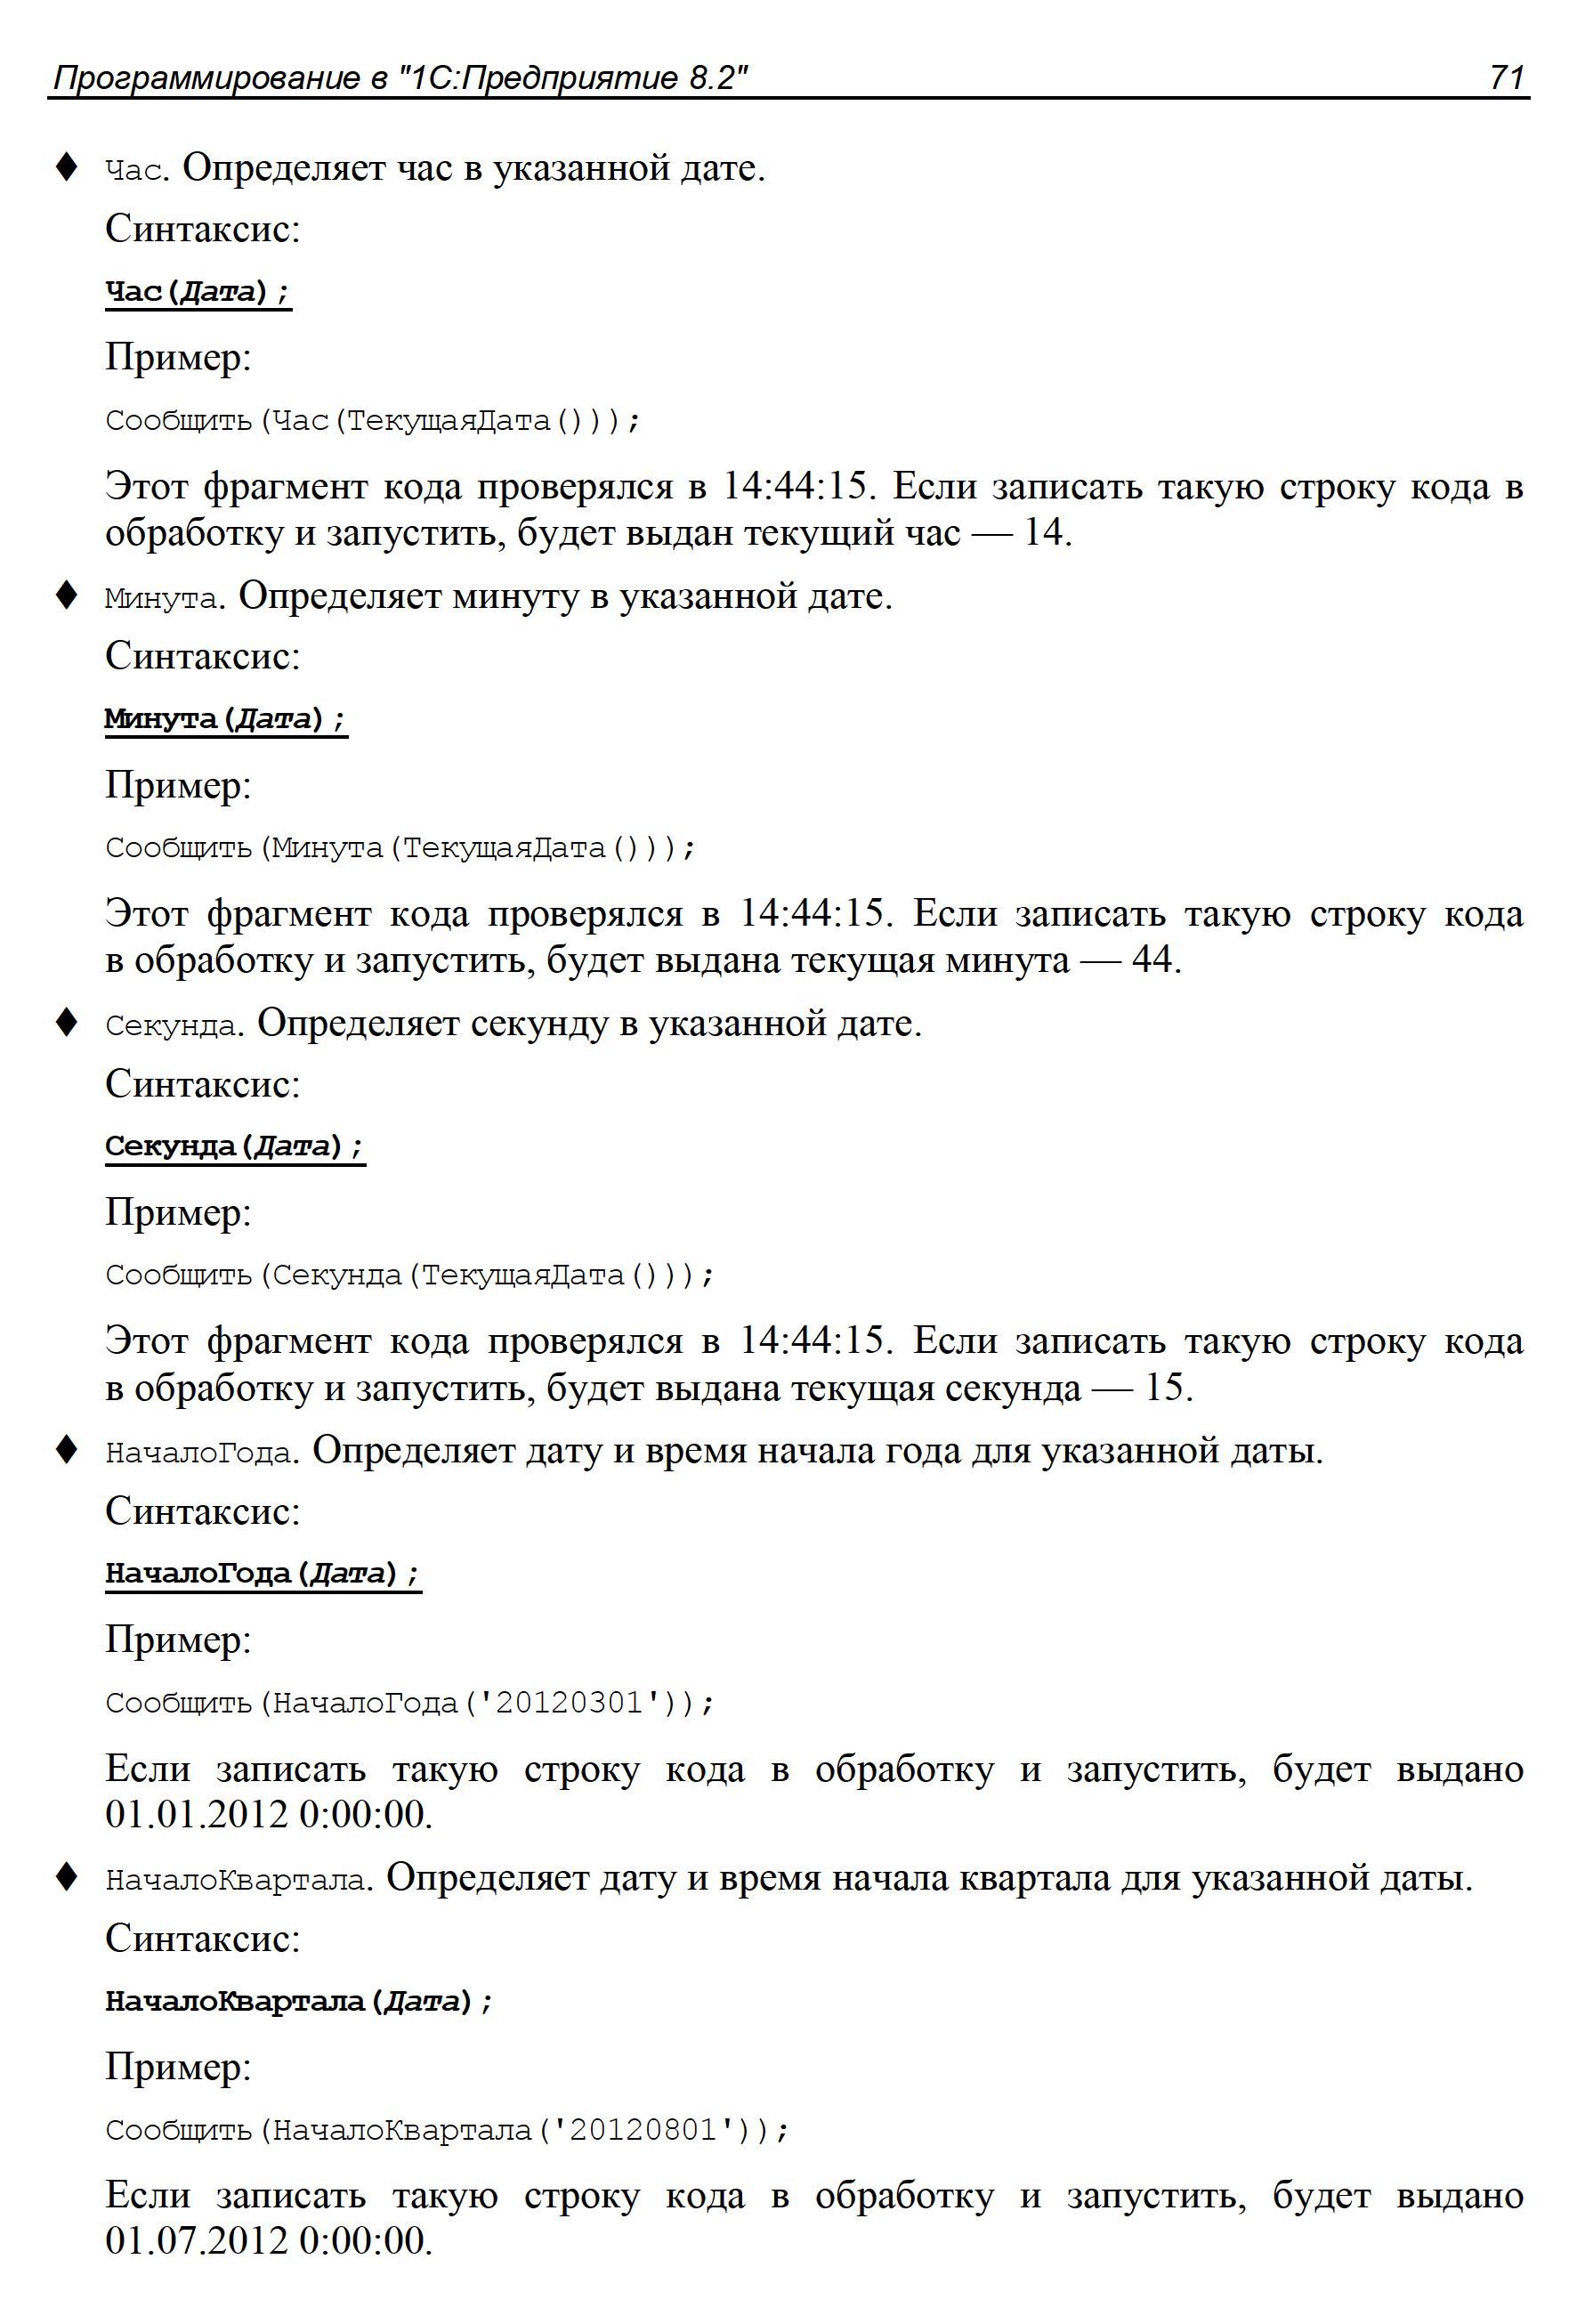 Программирование в "1С:Предприятие 8.2" 71
♦ Час. Определяет час в указанной дате.
Синтаксис:
Час(Дата);
Пример:
Сообщить(Час(ТекущаяДата()));
Этот фрагмент кода проверялся в 14:44:15. Если записать такую строку кода в
обработку и запустить, будет выдан текущий час — 14.
♦ Минута. Определяет минуту в указанной дате.
Синтаксис:
Минута(Дата);
Пример:
Сообщить(Минута(ТекущаяДата()));
Этот фрагмент кода проверялся в 14:44:15. Если записать такую строку кода
в обработку и запустить, будет выдана текущая минута — 44.
♦ Секунда. Определяет секунду в указанной дате.
Синтаксис:
Секунда(Дата);
Пример:
Сообщить(Секунда(ТекущаяДата()));
Этот фрагмент кода проверялся в 14:44:15. Если записать такую строку кода
в обработку и запустить, будет выдана текущая секунда — 15.
♦ НачалоГода. Определяет дату и время начала года для указанной даты.
Синтаксис:
НачалоГода(Дата);
Пример:
Сообщить(НачалоГода('20120301'));
Если записать такую строку кода в обработку и запустить, будет выдано
01.01.2012 0:00:00.
♦ НачалоКвартала. Определяет дату и время начала квартала для указанной даты.
Синтаксис:
НачалоКвартала(Дата);
Пример:
Сообщить(НачалоКвартала('20120801'));
Если записать такую строку кода в обработку и запустить, будет выдано
01.07.2012 0:00:00.